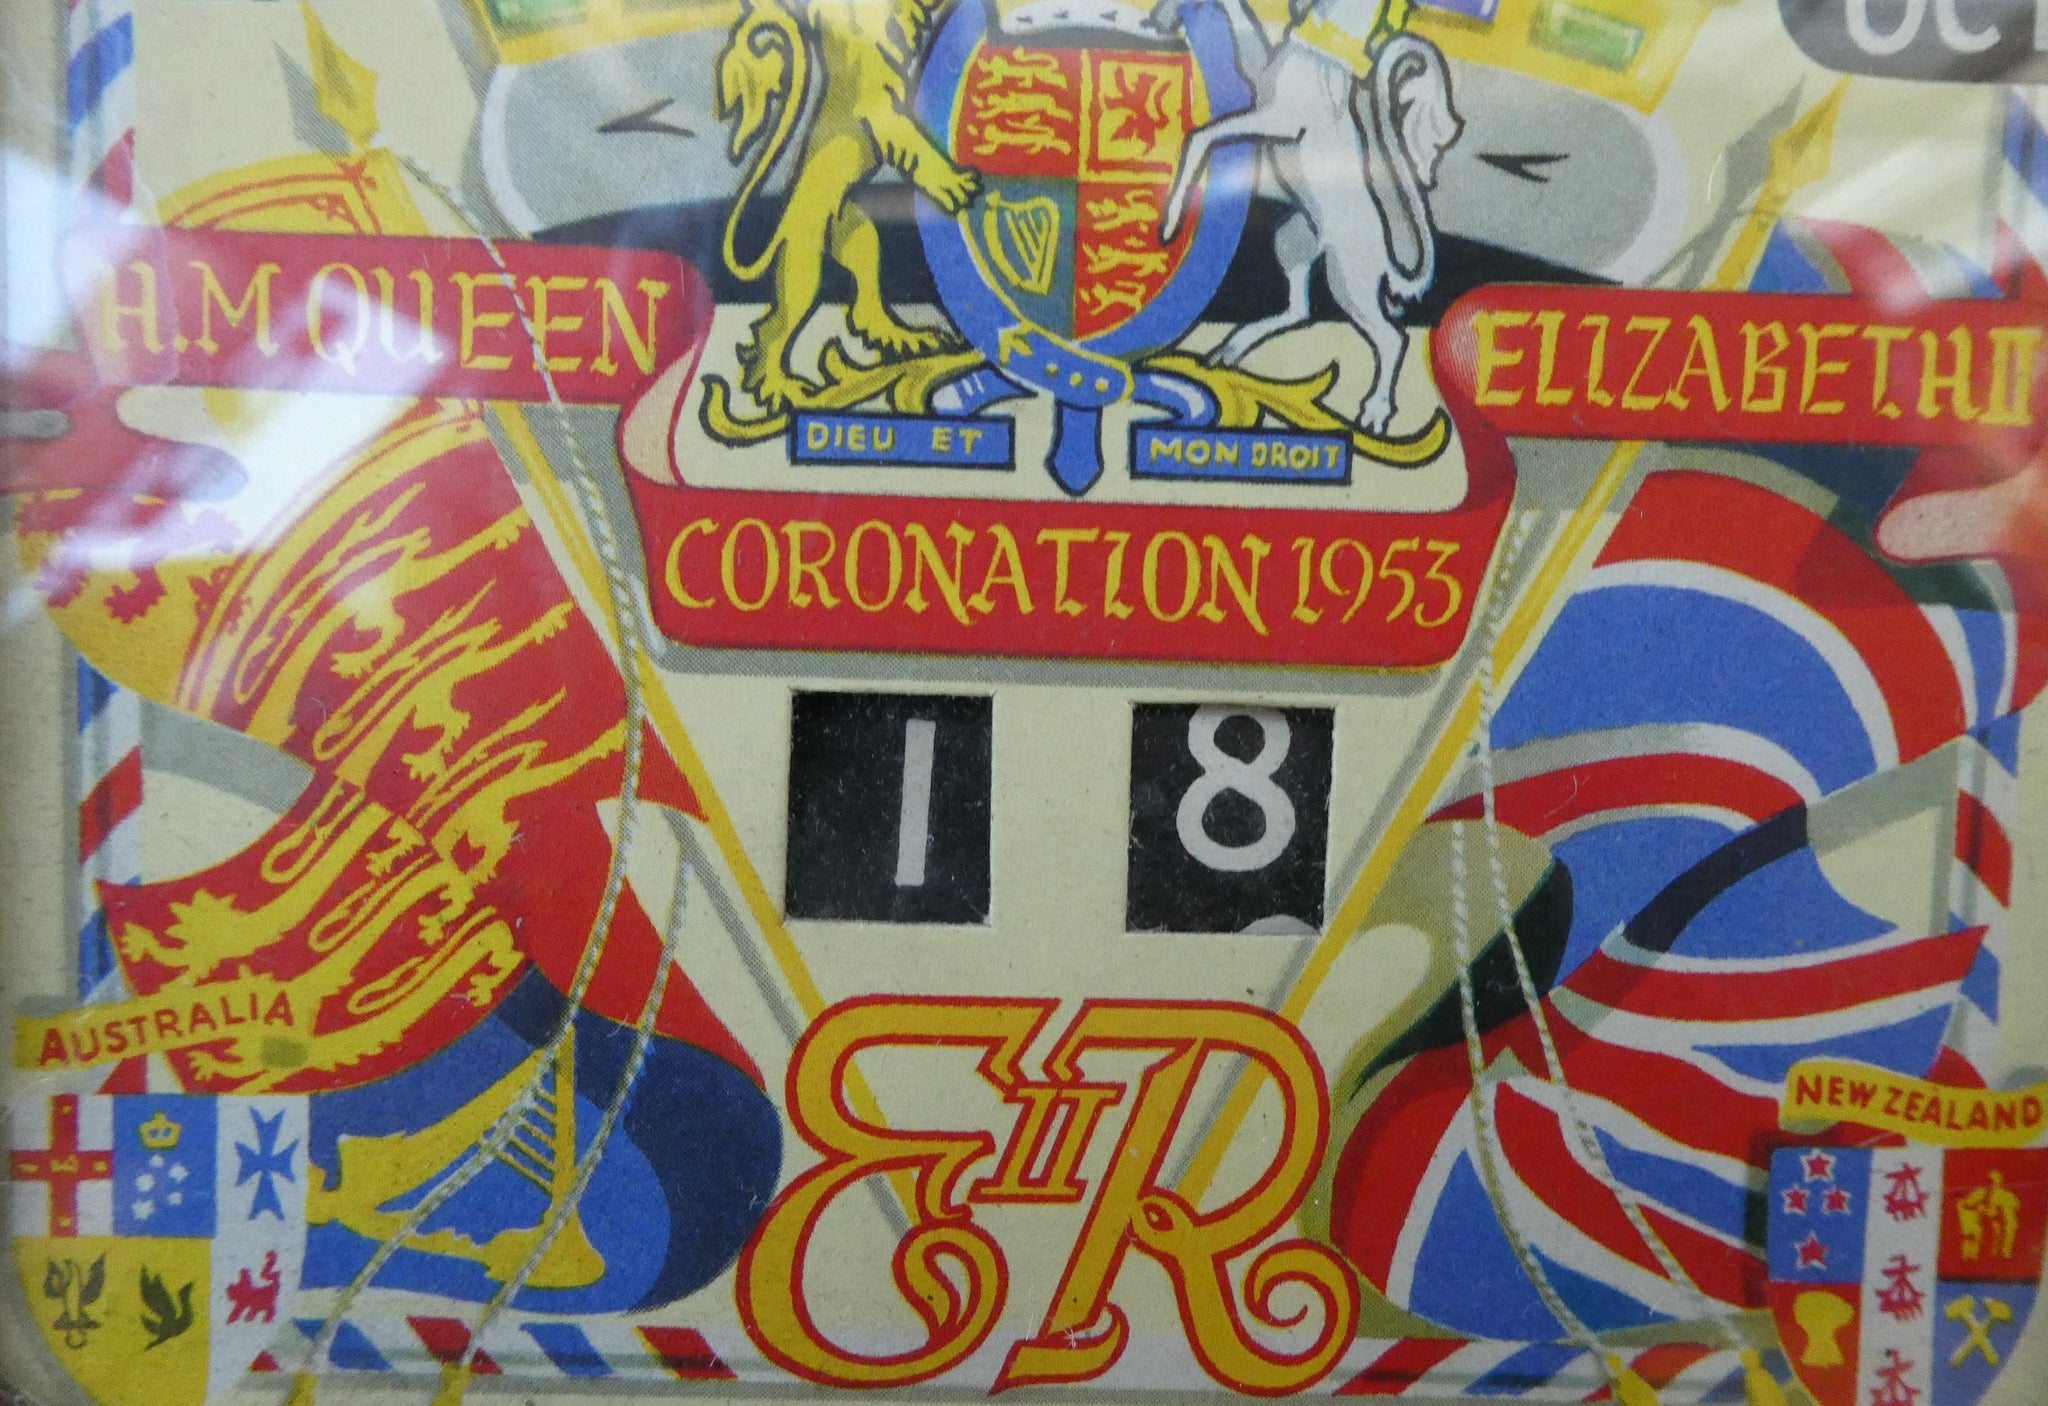 H.M QUEEN
ELIZABETH II
DIEU ET
MON DROIT
CORONATION 1953
1 8
AUSTRALIA
E II R
NEW ZEALAND